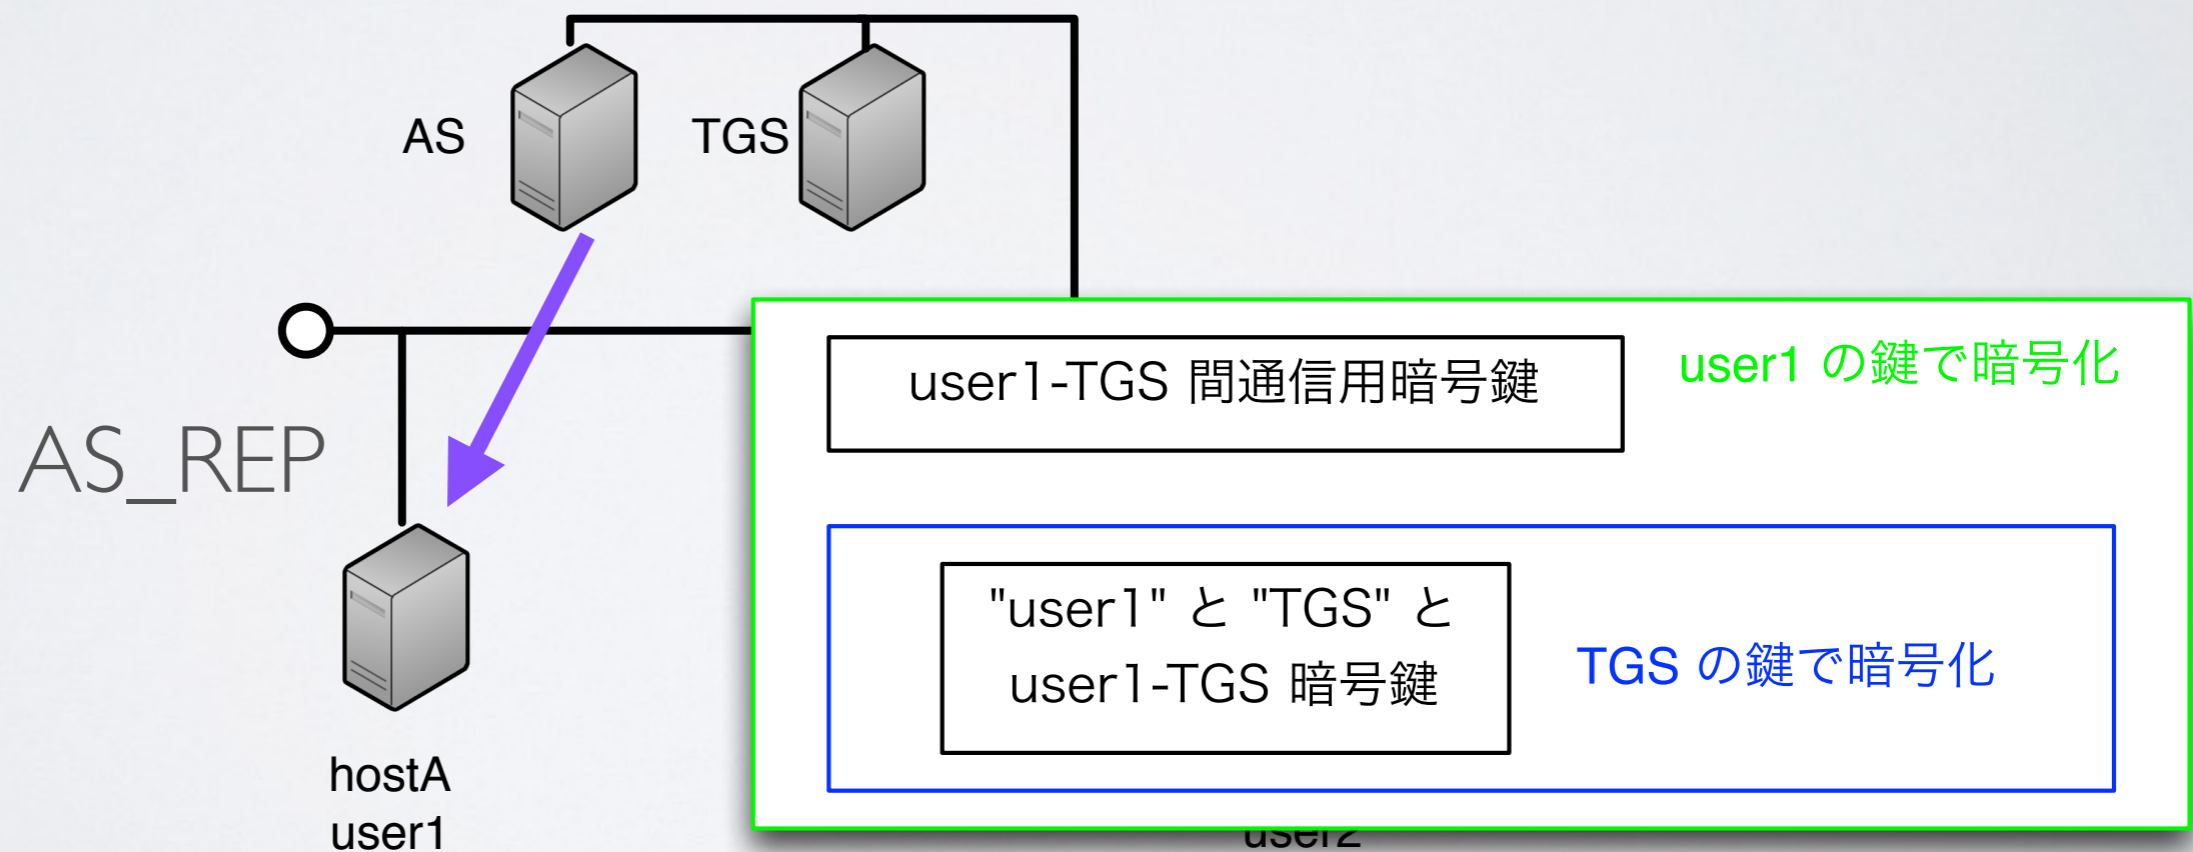 AS
TGS
user1-TGS 間通信用暗号鍵
user1 の鍵で暗号化
AS_REP
"user1" と "TGS" と
user1-TGS 暗号鍵
TGS の鍵で暗号化
hostA
user1
user2